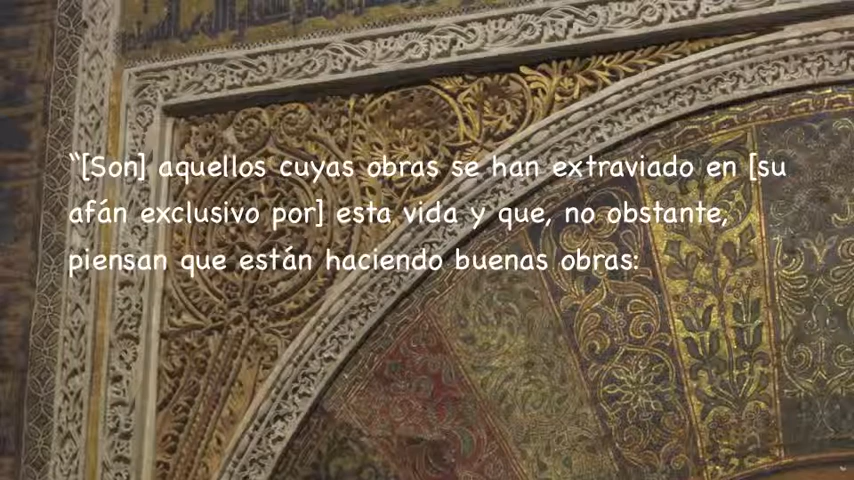 “[Son] aquellos cuyas obras se han extraviado en [su
afán exclusivo por] esta vida y que, no obstante,
piensan que están haciendo buenas obras: